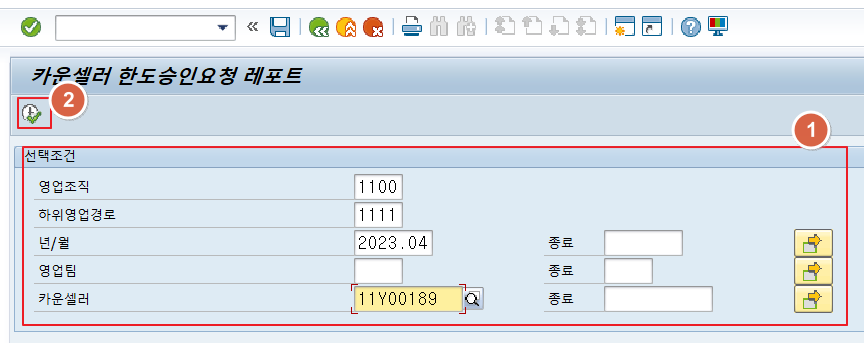 카운셀러 한도승인요청 레포트
2
1
선택조건
영업조직 1100
하위영업경로 1111
년/월 2023.04 종료
영업팀 종료
카운셀러 11Y00189 종료